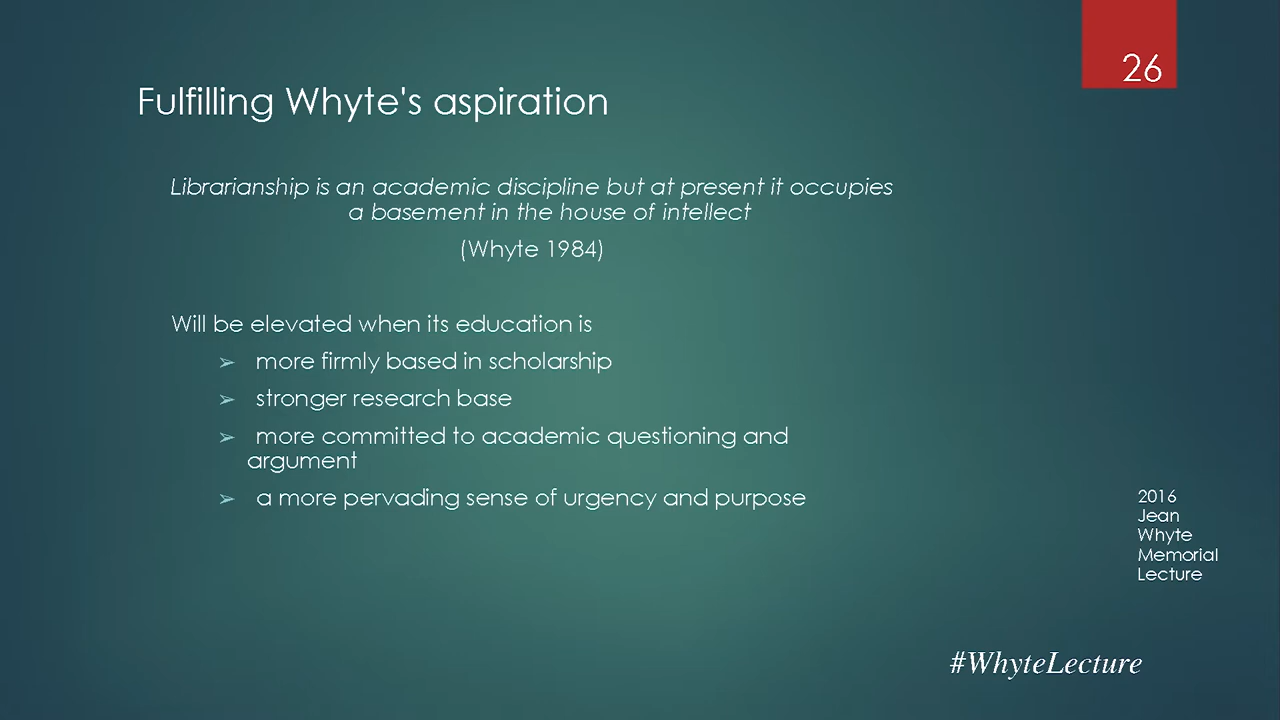 26
Fulfilling Whyte's aspiration
Librarianship is an academic discipline but at present it occupies
a basement in the house of intellect
(Whyte 1984)
Will be elevated when its education is
➢ more firmly based in scholarship
➢ stronger research base
➢ more committed to academic questioning and
argument
➢ a more pervading sense of urgency and purpose
2016
Jean
Whyte
Memorial
Lecture
#WhyteLecture